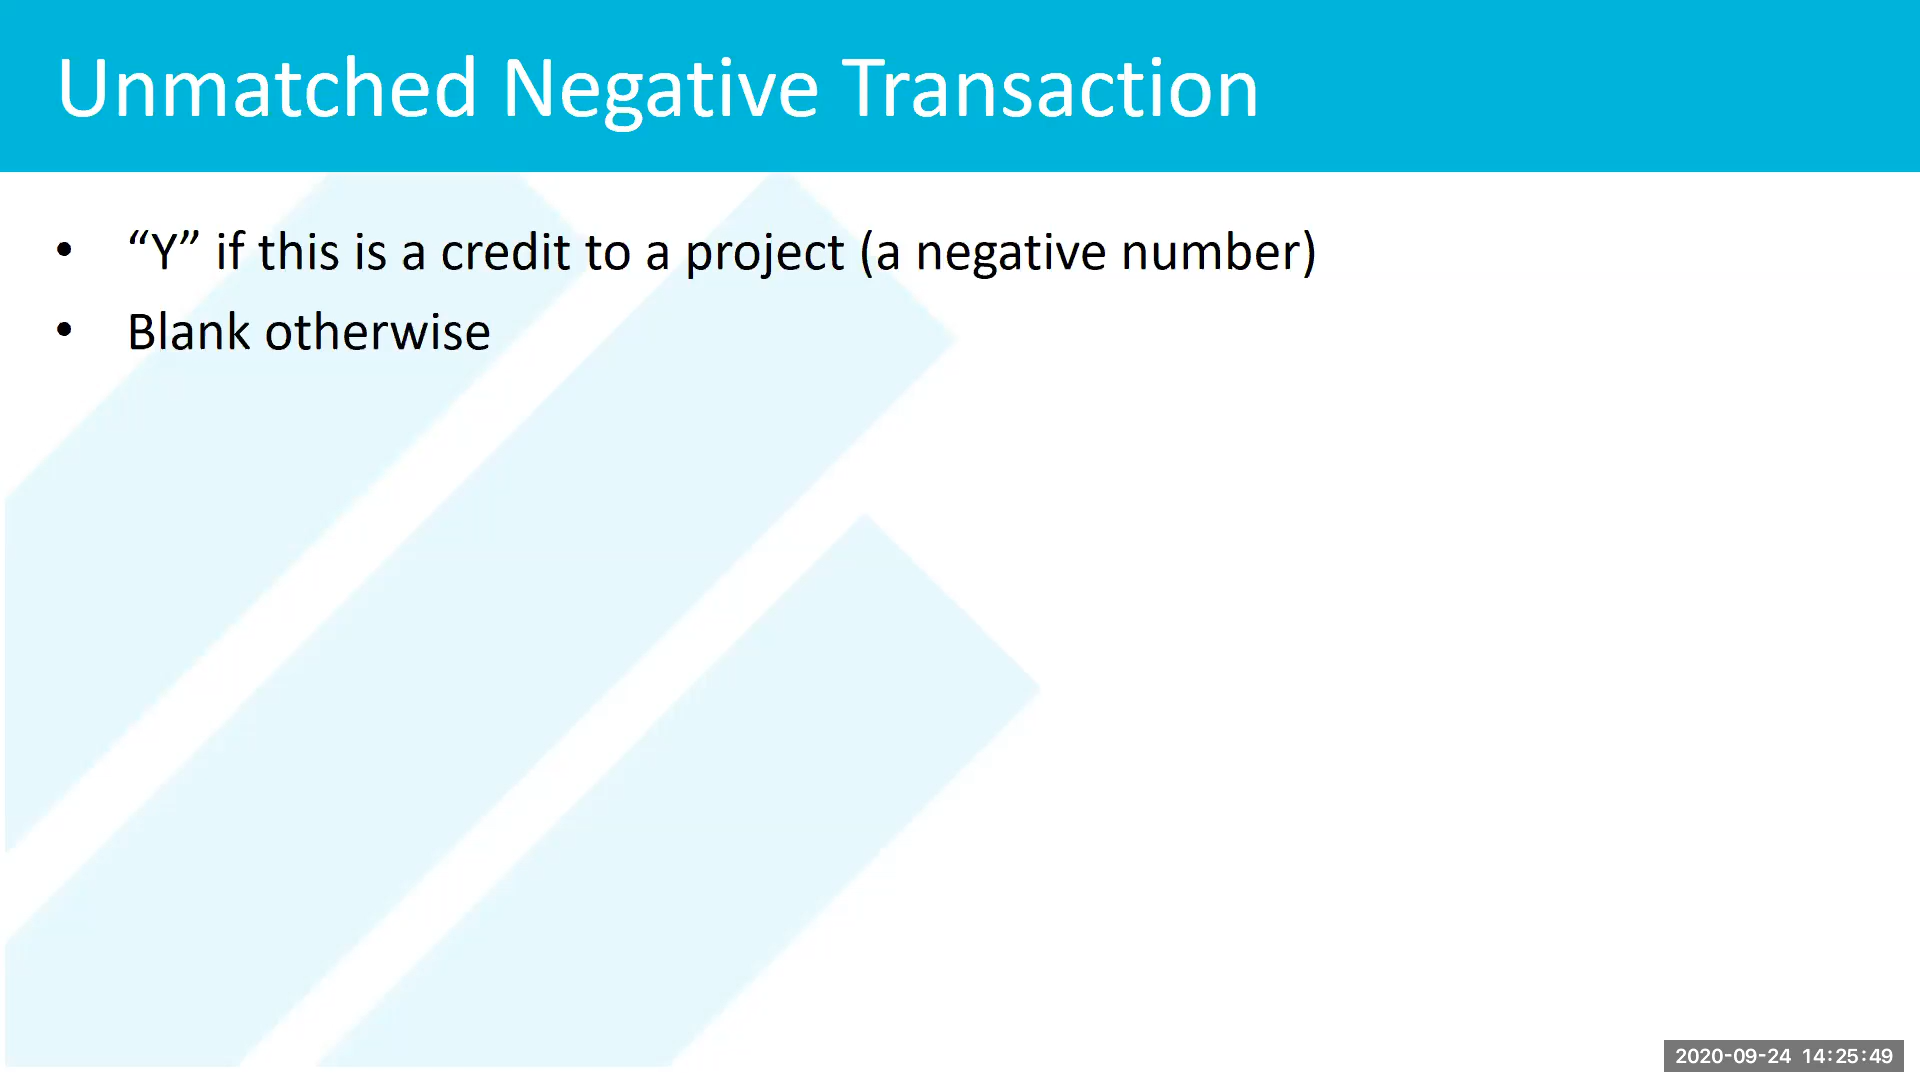 Unmatched Negative Transaction
• “Y” if this is a credit to a project (a negative number)
• Blank otherwise
2020-09-24 14:25:49